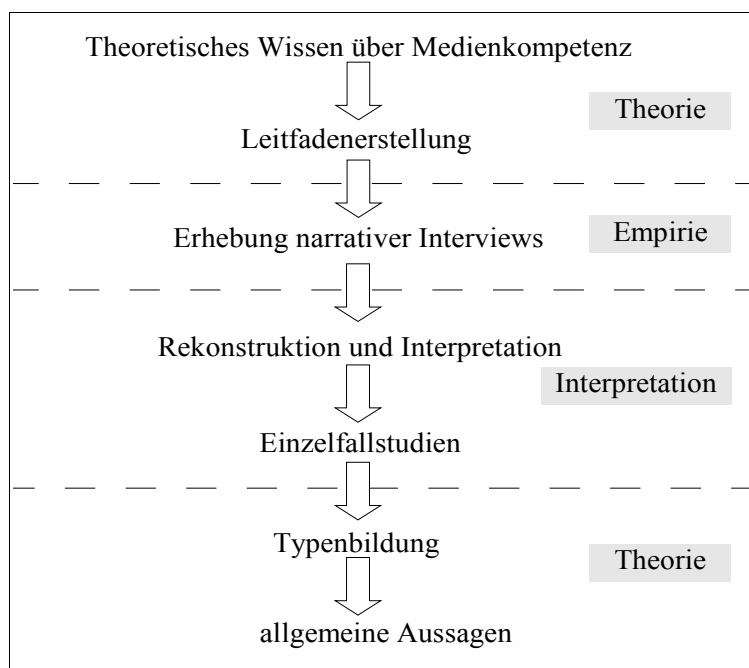 Theoretisches Wissen über Medienkompetenz
Theorie
Leitfadenerstellung
Erhebung narrativer Interviews
Empirie
Rekonstruktion und Interpretation
Interpretation
Einzelfallstudien
Typenbildung
Theorie
allgemeine Aussagen